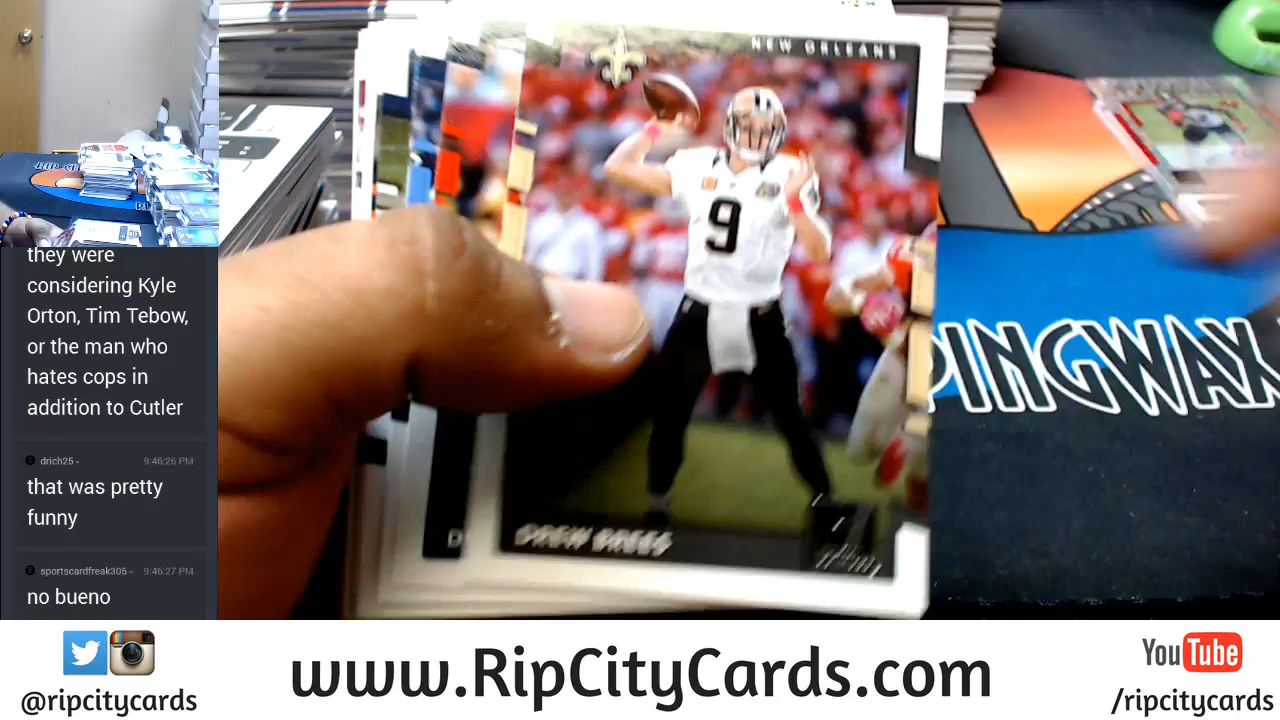 they were
considering Kyle
Orton, Tim Tebow,
or the man who
hates cops in
addition to Cutler
drich25
9:46:26 PM
that was pretty
funny
sportscardfreak305
9:46:27 PM
no bueno
NEW ORLEANS
9
DREW BREES
D
PINGWAX
www.RipCityCards.com
@ripcitycards
YouTube
/ripcitycards